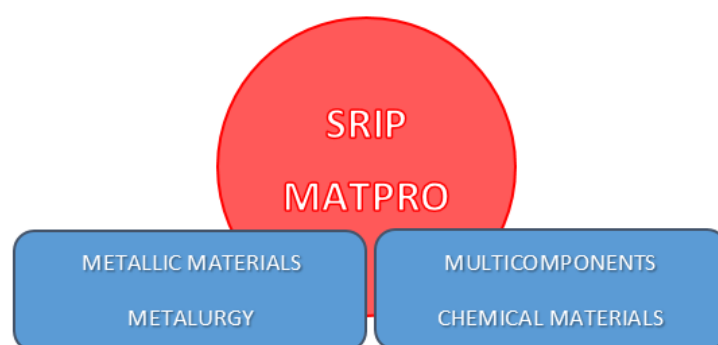 SRIP
MATPRO
METALLIC MATERIALS
METALURGY
MULTICOMPONENTS
CHEMICAL MATERIALS